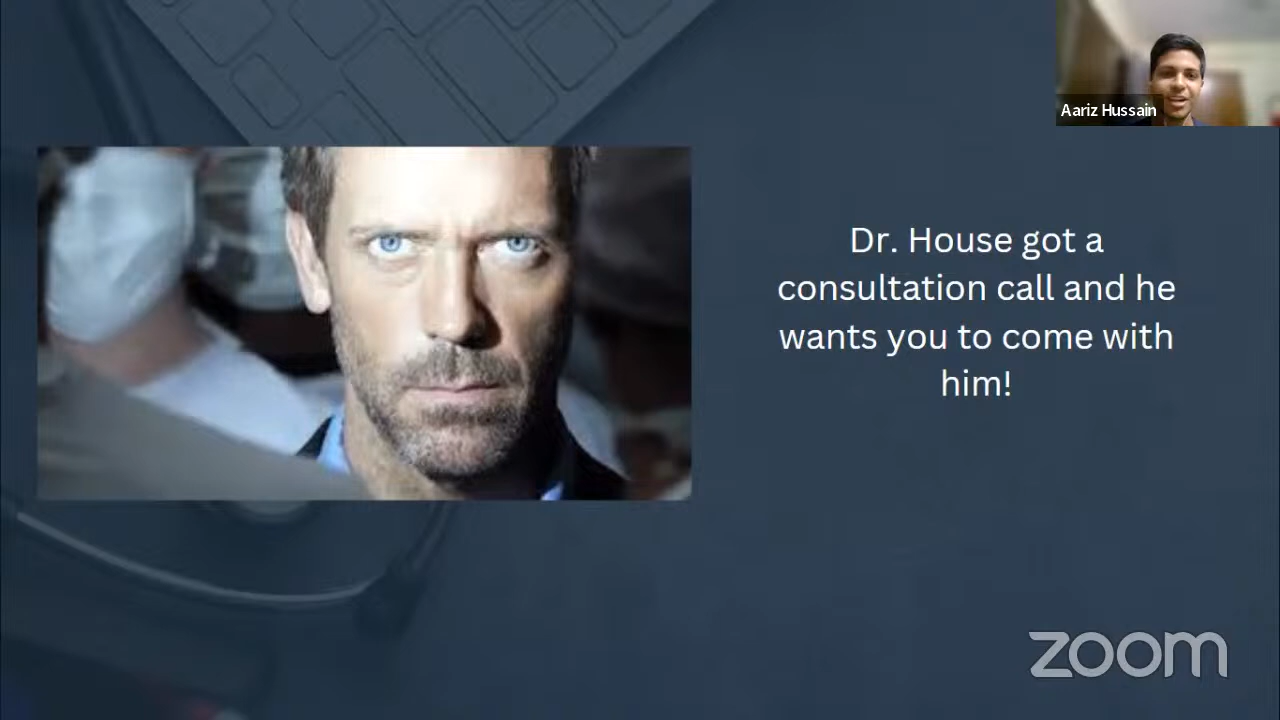 Aariz Hussain
Dr. House got a
consultation call and he
wants you to come with
him!
zoom